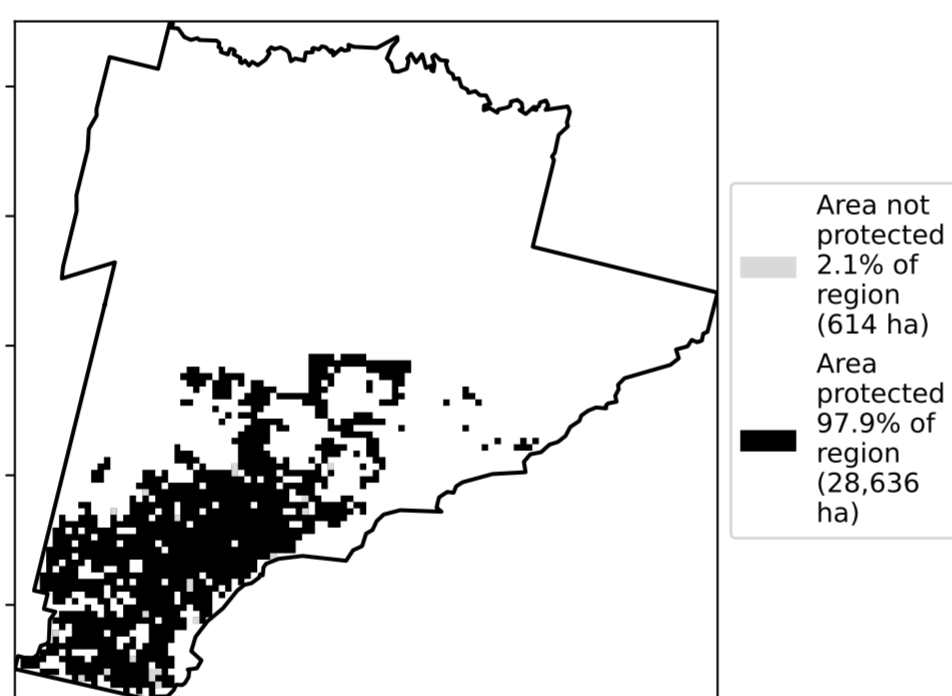 Area not
protected
2.1% of
region
(614 ha)
Area
protected
97.9% of
region
(28,636
ha)